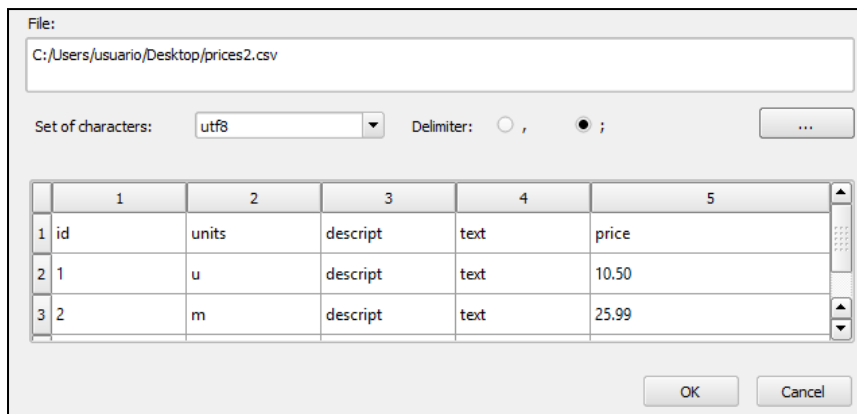 File:
C:/Users/usuario/Desktop/prices2.csv
Set of characters: utf8 Delimiter: , ; ...
1 2 3 4 5
1 id units descript text price
2 1 u descript text 10.50
3 2 m descript text 25.99
OK Cancel